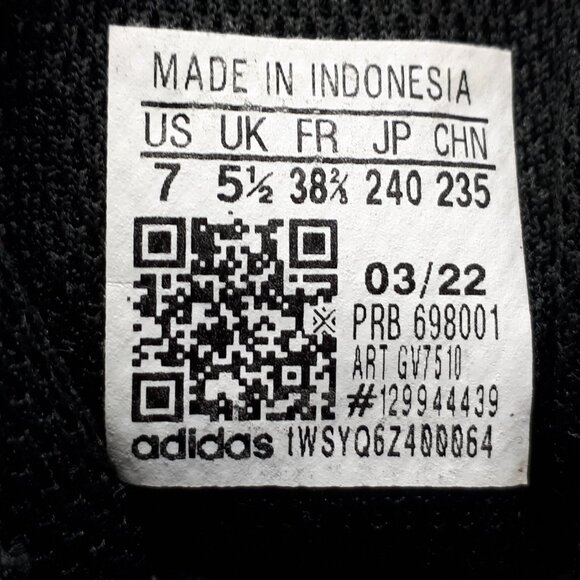 MADE IN INDONESIA
US UK FR JP CHN
7 5½ 38⅔ 240 235
03/22
PRB 698001
ART GV7510
#129944439
adidas tWSYQ6Z400064